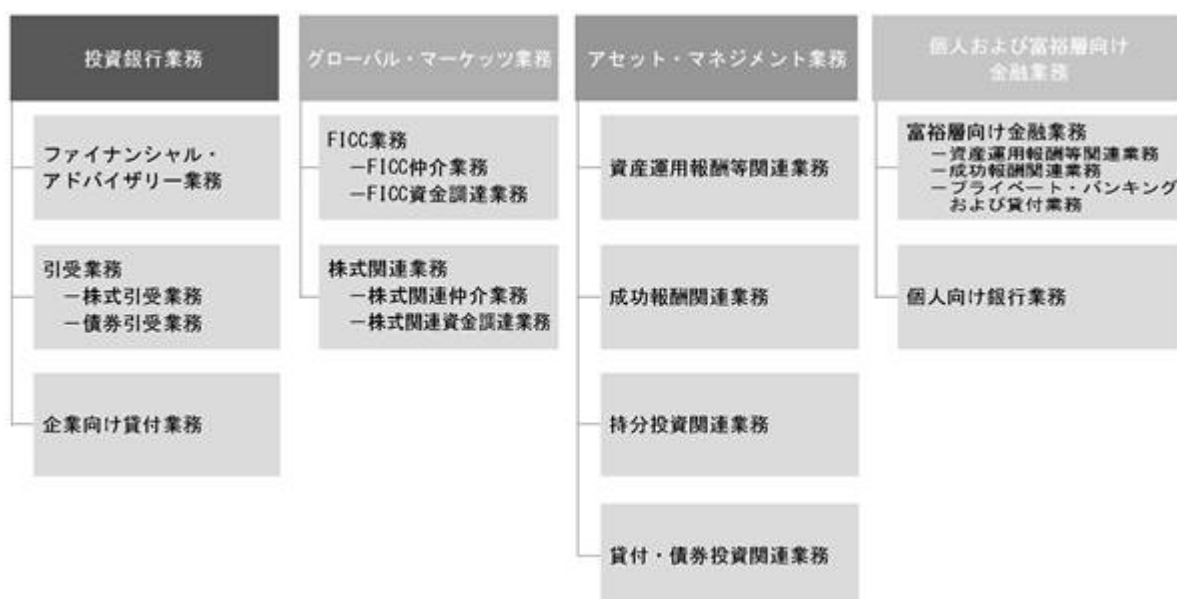 投資銀行業務
ファイナンシャル・
アドバイザリー業務
引受業務
－株式引受業務
－債券引受業務
企業向け貸付業務
グローバル・マーケッツ業務
FICC業務
－FICC仲介業務
－FICC資金調達業務
株式関連業務
－株式関連仲介業務
－株式関連資金調達業務
アセット・マネジメント業務
資産運用報酬等関連業務
成功報酬関連業務
持分投資関連業務
貸付・債券投資関連業務
個人および富裕層向け
金融業務
富裕層向け金融業務
－資産運用報酬等関連業務
－成功報酬関連業務
－プライベート・バンキング
および貸付業務
個人向け銀行業務